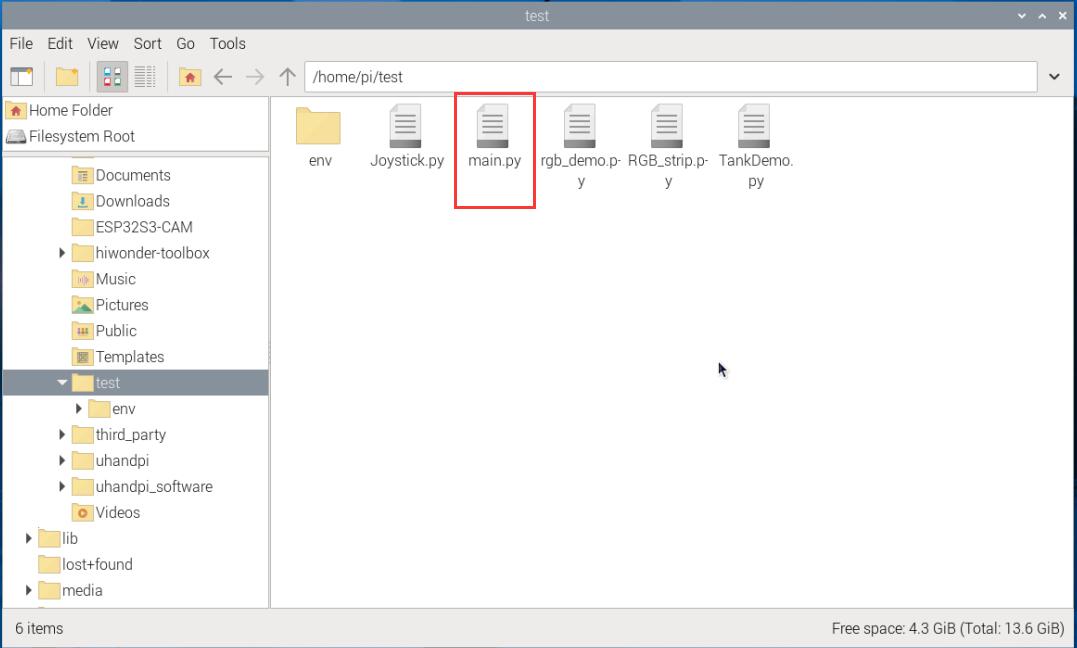 test
File Edit View Sort Go Tools
/home/pi/test
Home Folder
Filesystem Root
Documents
Downloads
ESP32S3-CAM
hiwonder-toolbox
Music
Pictures
Public
Templates
test
env
third_party
uhandpi
uhandpi_software
Videos
lib
lost+found
media
env
Joystick.py
main.py
rgb_demo.p-
y
RGB_strip.p-
y
TankDemo.
py
6 items
Free space: 4.3 GiB (Total: 13.6 GiB)